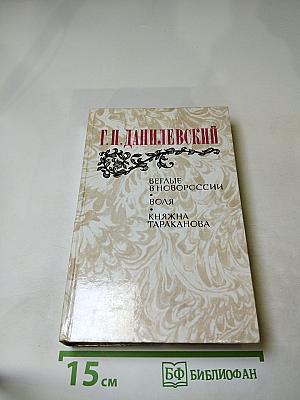 Г.П.ДАНИЛЕВСКИЙ
БЕГЛЫЕ
В НОВОРОССИИ
•
ВОЛЯ
•
КНЯЖНА
ТАРАКАНОВА
15 см
БФ БИБЛИОФАН